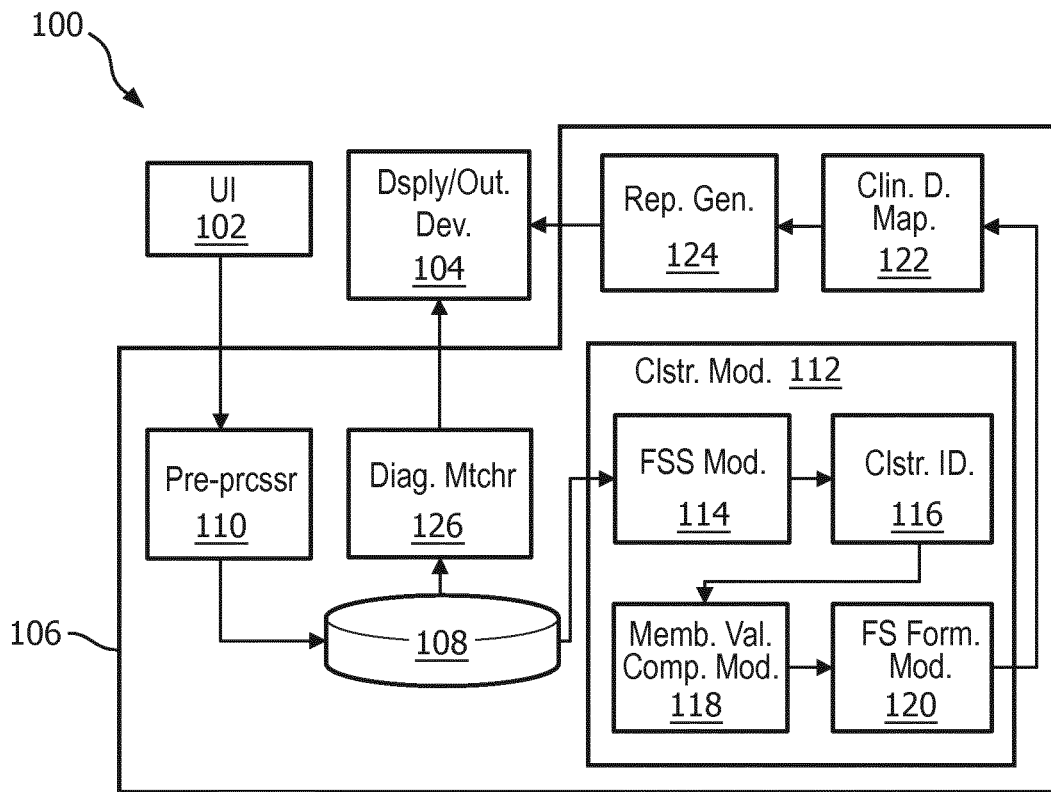 100
UI
102
Dsply/Out.
Dev.
104
Rep. Gen.
124
Clin. D.
Map.
122
Clstr. Mod. 112
Pre-prcssr
110
Diag. Mtchr
126
FSS Mod.
114
Clstr. ID.
116
106
108
Memb. Val.
Comp. Mod.
118
FS Form.
Mod.
120